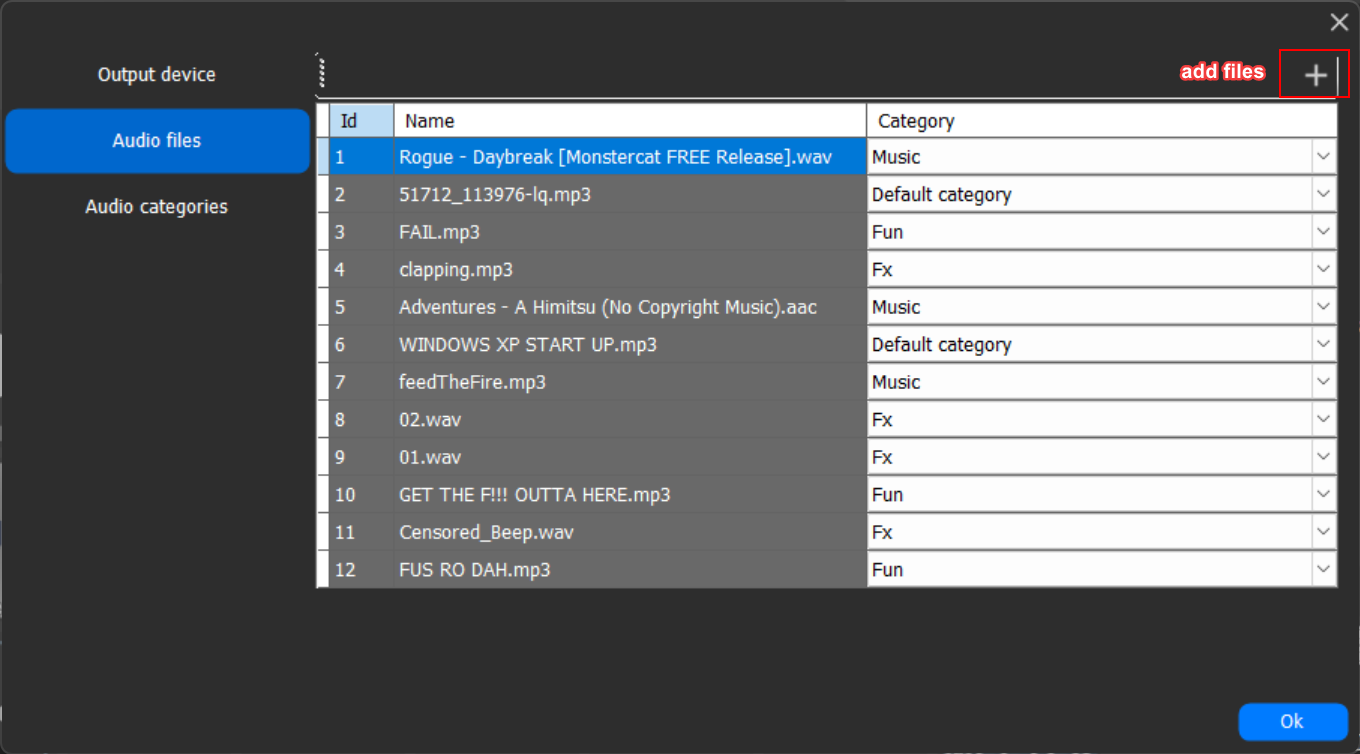 Output device
add files
Audio files
Id Name Category
1 Rogue - Daybreak [Monstercat FREE Release].wav Music
2 51712_113976-lq.mp3 Default category
Audio categories
3 FAIL.mp3 Fun
4 clapping.mp3 Fx
5 Adventures - A Himitsu (No Copyright Music).aac Music
6 WINDOWS XP START UP.mp3 Default category
7 feedTheFire.mp3 Music
8 02.wav Fx
9 01.wav Fx
10 GET THE F!!! OUTTA HERE.mp3 Fun
11 Censored_Beep.wav Fx
12 FUS RO DAH.mp3 Fun
Ok